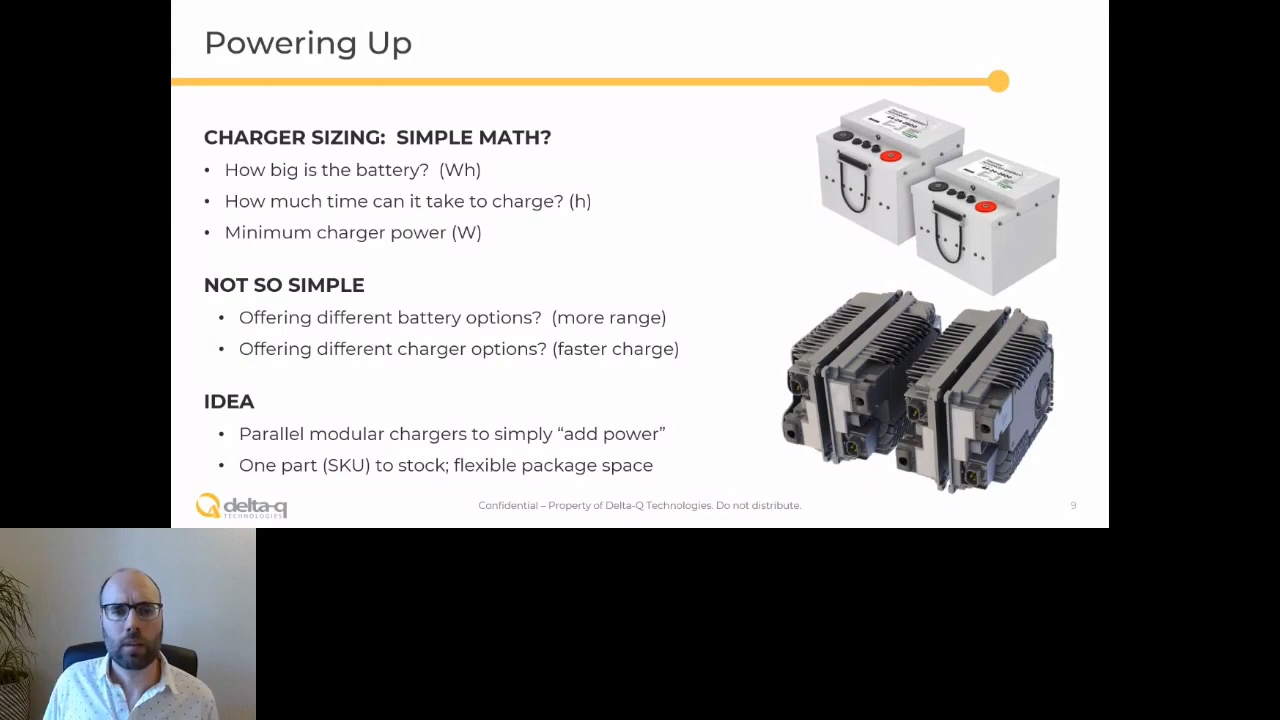 Powering Up
CHARGER SIZING:  SIMPLE MATH?
• How big is the battery?  (Wh)
• How much time can it take to charge? (h)
• Minimum charger power (W)
NOT SO SIMPLE
• Offering different battery options?  (more range)
• Offering different charger options? (faster charge)
IDEA
• Parallel modular chargers to simply “add power”
• One part (SKU) to stock; flexible package space
delta-q
TECHNOLOGIES
Confidential – Property of Delta-Q Technologies. Do not distribute.
9